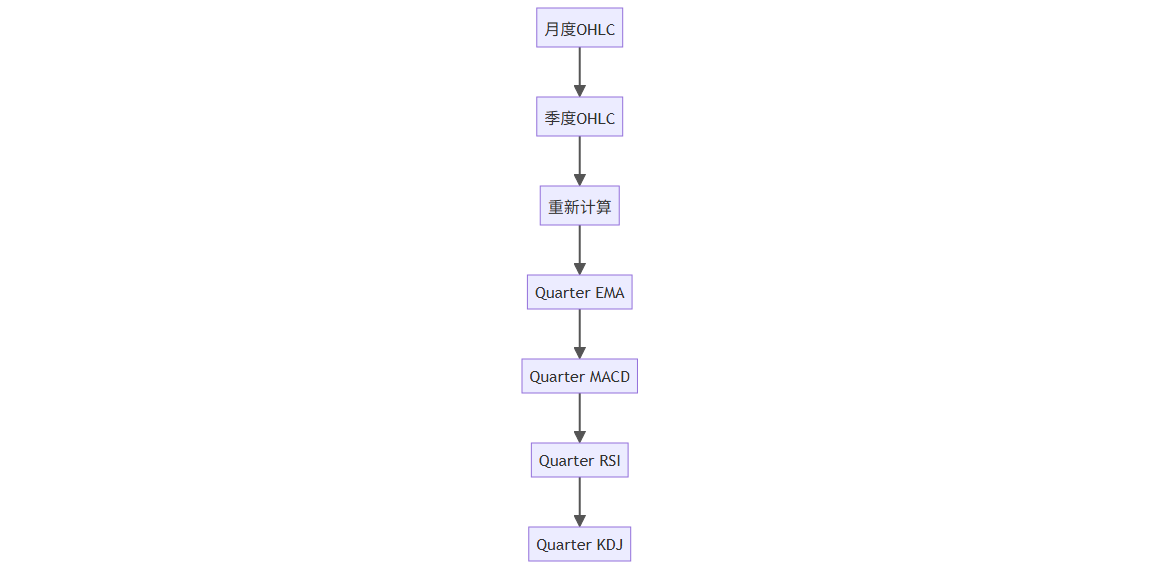 月度OHLC
季度OHLC
重新计算
Quarter EMA
Quarter MACD
Quarter RSI
Quarter KDJ